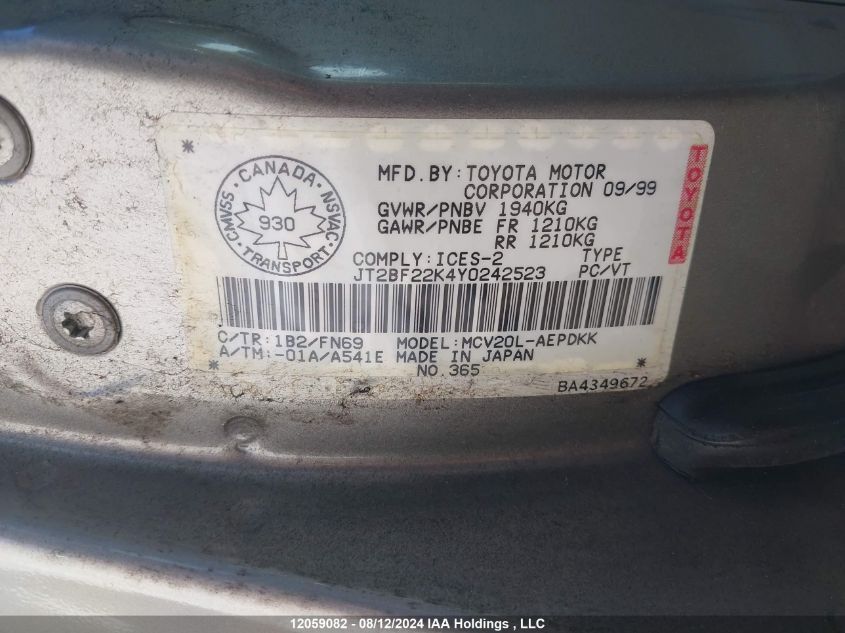 * CANADA
CMVSS · NSVAC
930
TRANSPORT
MFD.BY:TOYOTA MOTOR
CORPORATION 09/99
GVWR/PNBV 1940KG
GAWR/PNBE FR 1210KG
RR 1210KG
COMPLY:ICES-2 TYPE
JT2BF22K4Y0242523 PC/VT
TOYOTA
C/TR:1B2/FN69 MODEL:MCV20L-AEPDKK
A/TM:-01A/A541E MADE IN JAPAN
NO.365
BA4349672
12059082 - 08/12/2024 IAA Holdings , LLC